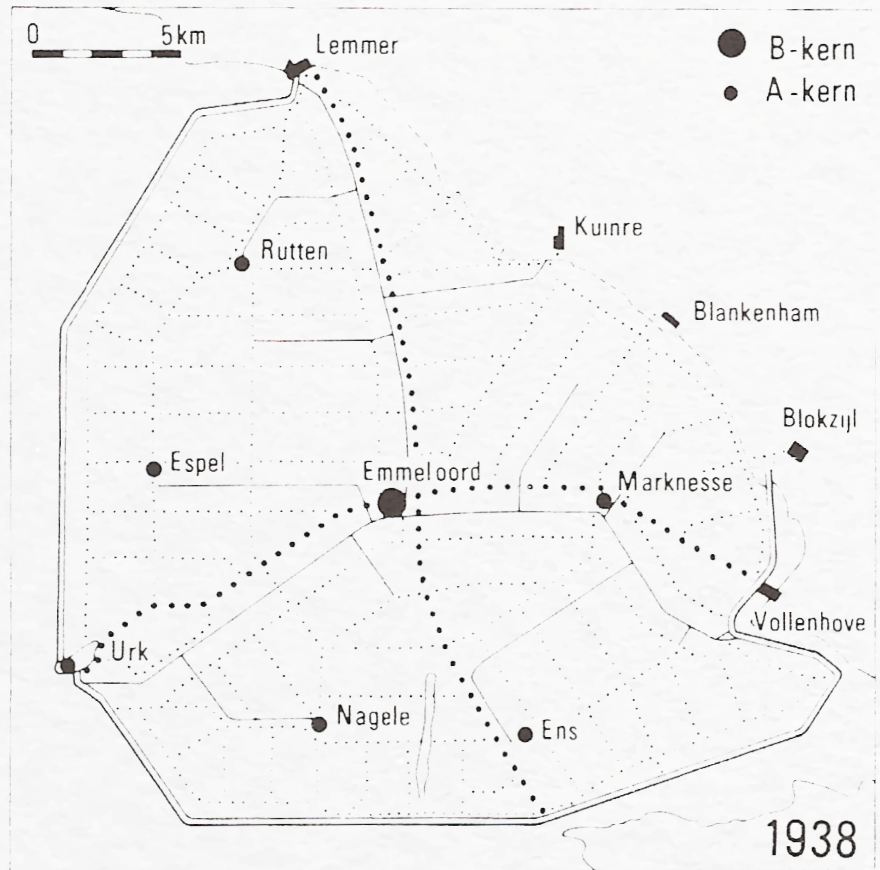 0 5km
Lemmer
B-kern
A-kern
Kuinre
Rutten
Blankenham
Blokzijl
Espel
Emmeloord
Marknesse
Vollenhove
Urk
Nagele
Ens
1938